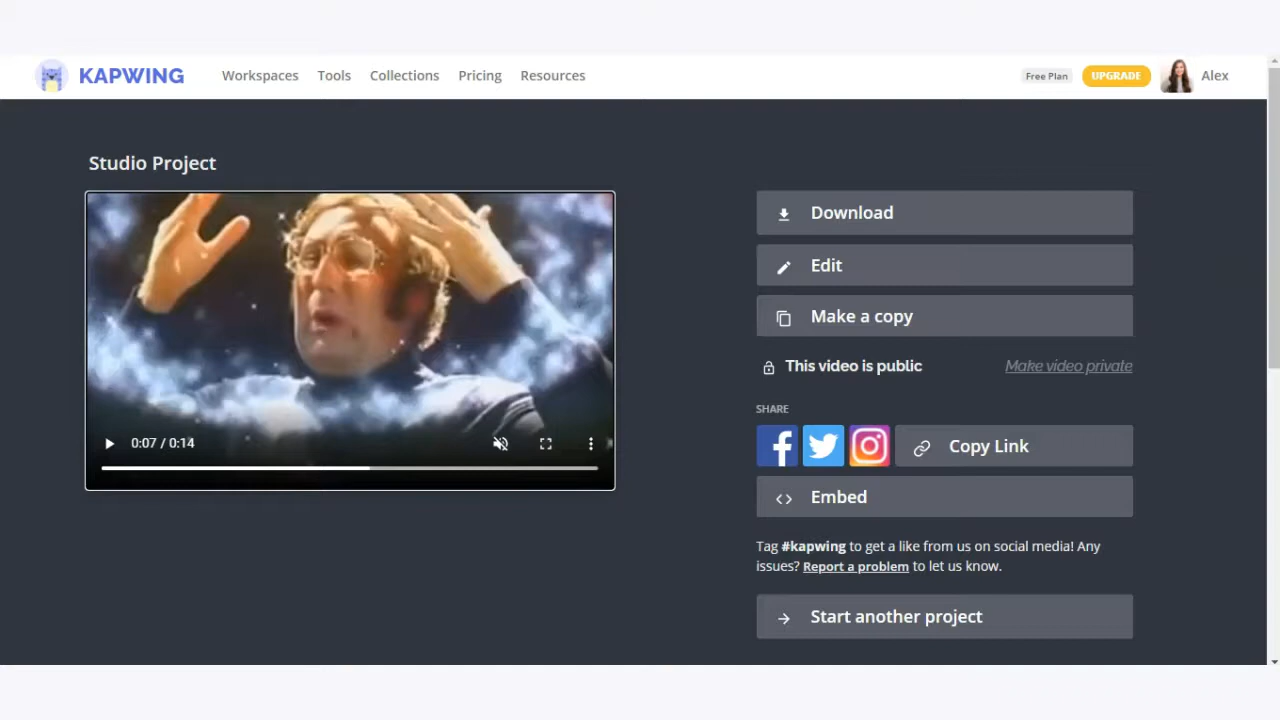 KAPWING
Workspaces Tools Collections Pricing Resources
Free Plan UPGRADE Alex
Studio Project
0:07 / 0:14
Download
Edit
Make a copy
This video is public Make video private
SHARE
Copy Link
Embed
Tag #kapwing to get a like from us on social media! Any
issues? Report a problem to let us know.
Start another project